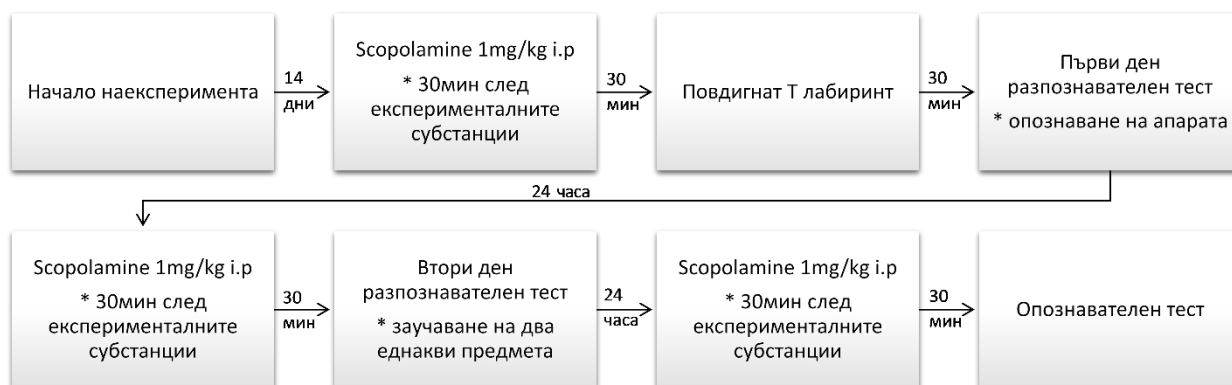 Начало наексперимента
14
дни
Scopolamine 1mg/kg i.p
* 30мин след
експерименталните
субстанции
30
мин
Повдигнат Т лабиринт
30
мин
Първи ден
разпознавателен тест
* опознаване на апарата
24 часа
Scopolamine 1mg/kg i.p
* 30мин след
експерименталните
субстанции
30
мин
Втори ден
разпознавателен тест
* заучаване на два
еднакви предмета
24
часа
Scopolamine 1mg/kg i.p
* 30мин след
експерименталните
субстанции
30
мин
Опознавателен тест